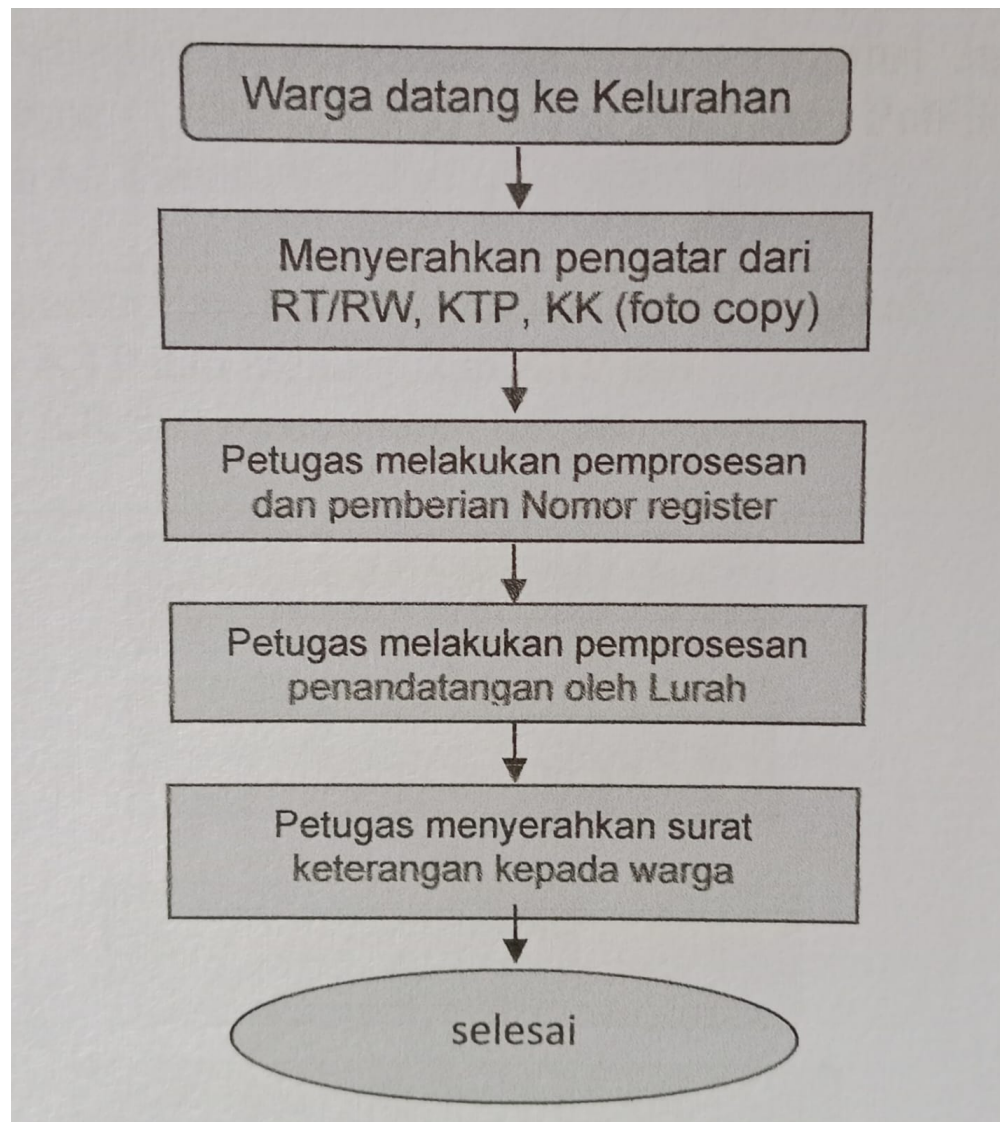 Warga datang ke Kelurahan
Menyerahkan pengatar dari
RT/RW, KTP, KK (foto copy)
Petugas melakukan pemprosesan
dan pemberian Nomor register
Petugas melakukan pemprosesan
penandatangan oleh Lurah
Petugas menyerahkan surat
keterangan kepada warga
selesai